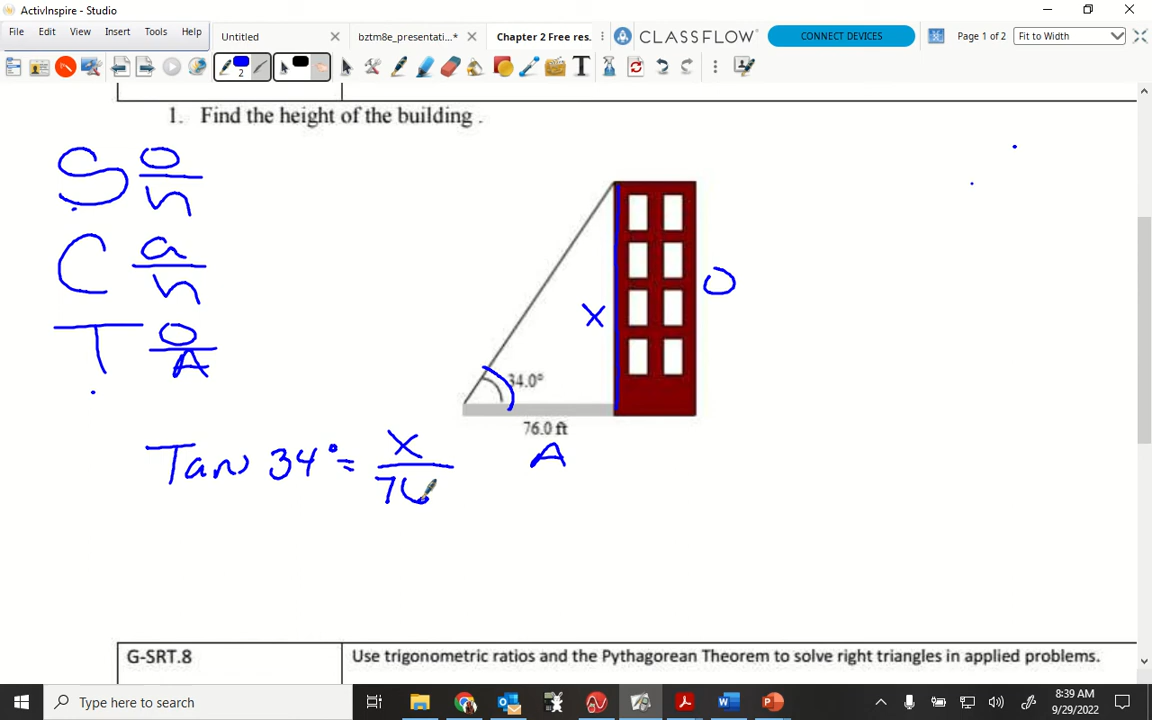 ActivInspire - Studio
File Edit View Insert Tools Help
Untitled
bztm8e_presentati...*
Chapter 2 Free res.
CLASSFLOW
CONNECT DEVICES
Page 1 of 2
Fit to Width
2
T
1. Find the height of the building .
S o/h
C a/h
T O/A
x
O
34.0°
76.0 ft
A
Tan 34° = x/76
G-SRT.8
Use trigonometric ratios and the Pythagorean Theorem to solve right triangles in applied problems.
Type here to search
8:39 AM
9/29/2022